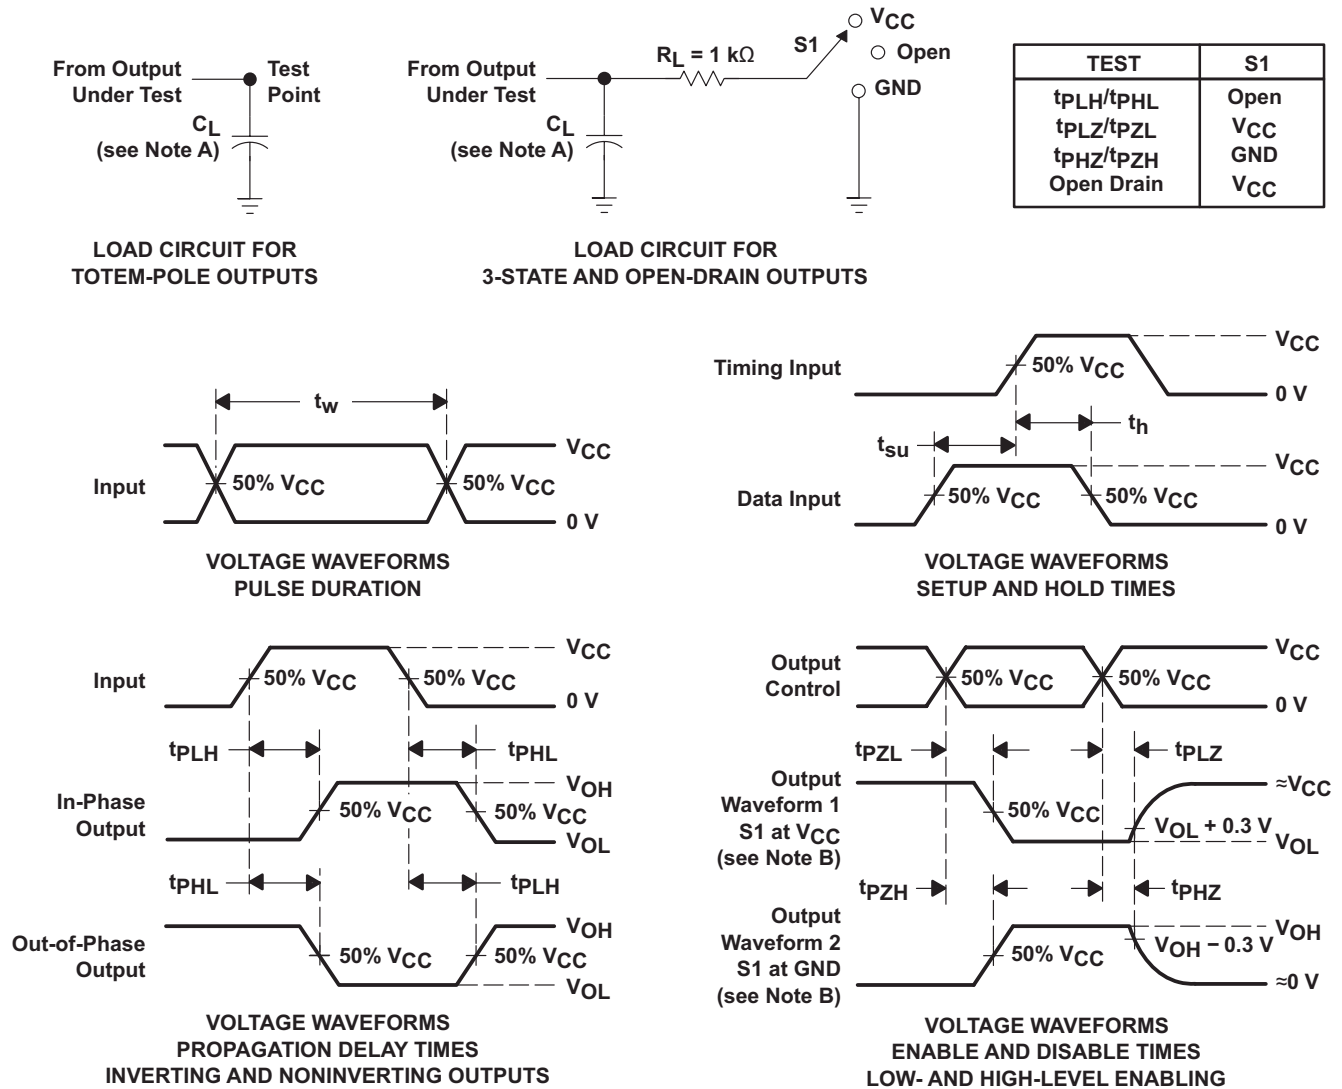 From Output
Under Test
Test
Point
CL
(see Note A)
LOAD CIRCUIT FOR
TOTEM-POLE OUTPUTS
From Output
Under Test
CL
(see Note A)
RL = 1 kΩ
S1
VCC
Open
GND
LOAD CIRCUIT FOR
3-STATE AND OPEN-DRAIN OUTPUTS
TEST S1
tPLH/tPHL Open
tPLZ/tPZL VCC
tPHZ/tPZH GND
Open Drain VCC
tw
Input
VCC
50% VCC
50% VCC
0 V
VOLTAGE WAVEFORMS
PULSE DURATION
Timing Input
VCC
50% VCC
0 V
th
tsu
Data Input
VCC
50% VCC
50% VCC
0 V
VOLTAGE WAVEFORMS
SETUP AND HOLD TIMES
Input
VCC
50% VCC
50% VCC
0 V
tPLH
tPHL
In-Phase
Output
VOH
50% VCC
50% VCC
VOL
tPHL
tPLH
Out-of-Phase
Output
VOH
50% VCC
50% VCC
VOL
VOLTAGE WAVEFORMS
PROPAGATION DELAY TIMES
INVERTING AND NONINVERTING OUTPUTS
Output
Control
VCC
50% VCC
50% VCC
0 V
tPZL
tPLZ
Output
Waveform 1
S1 at VCC
(see Note B)
≈VCC
50% VCC
VOL + 0.3 V
VOL
tPZH
tPHZ
Output
Waveform 2
S1 at GND
(see Note B)
VOH
50% VCC
VOH − 0.3 V
≈0 V
VOLTAGE WAVEFORMS
ENABLE AND DISABLE TIMES
LOW- AND HIGH-LEVEL ENABLING